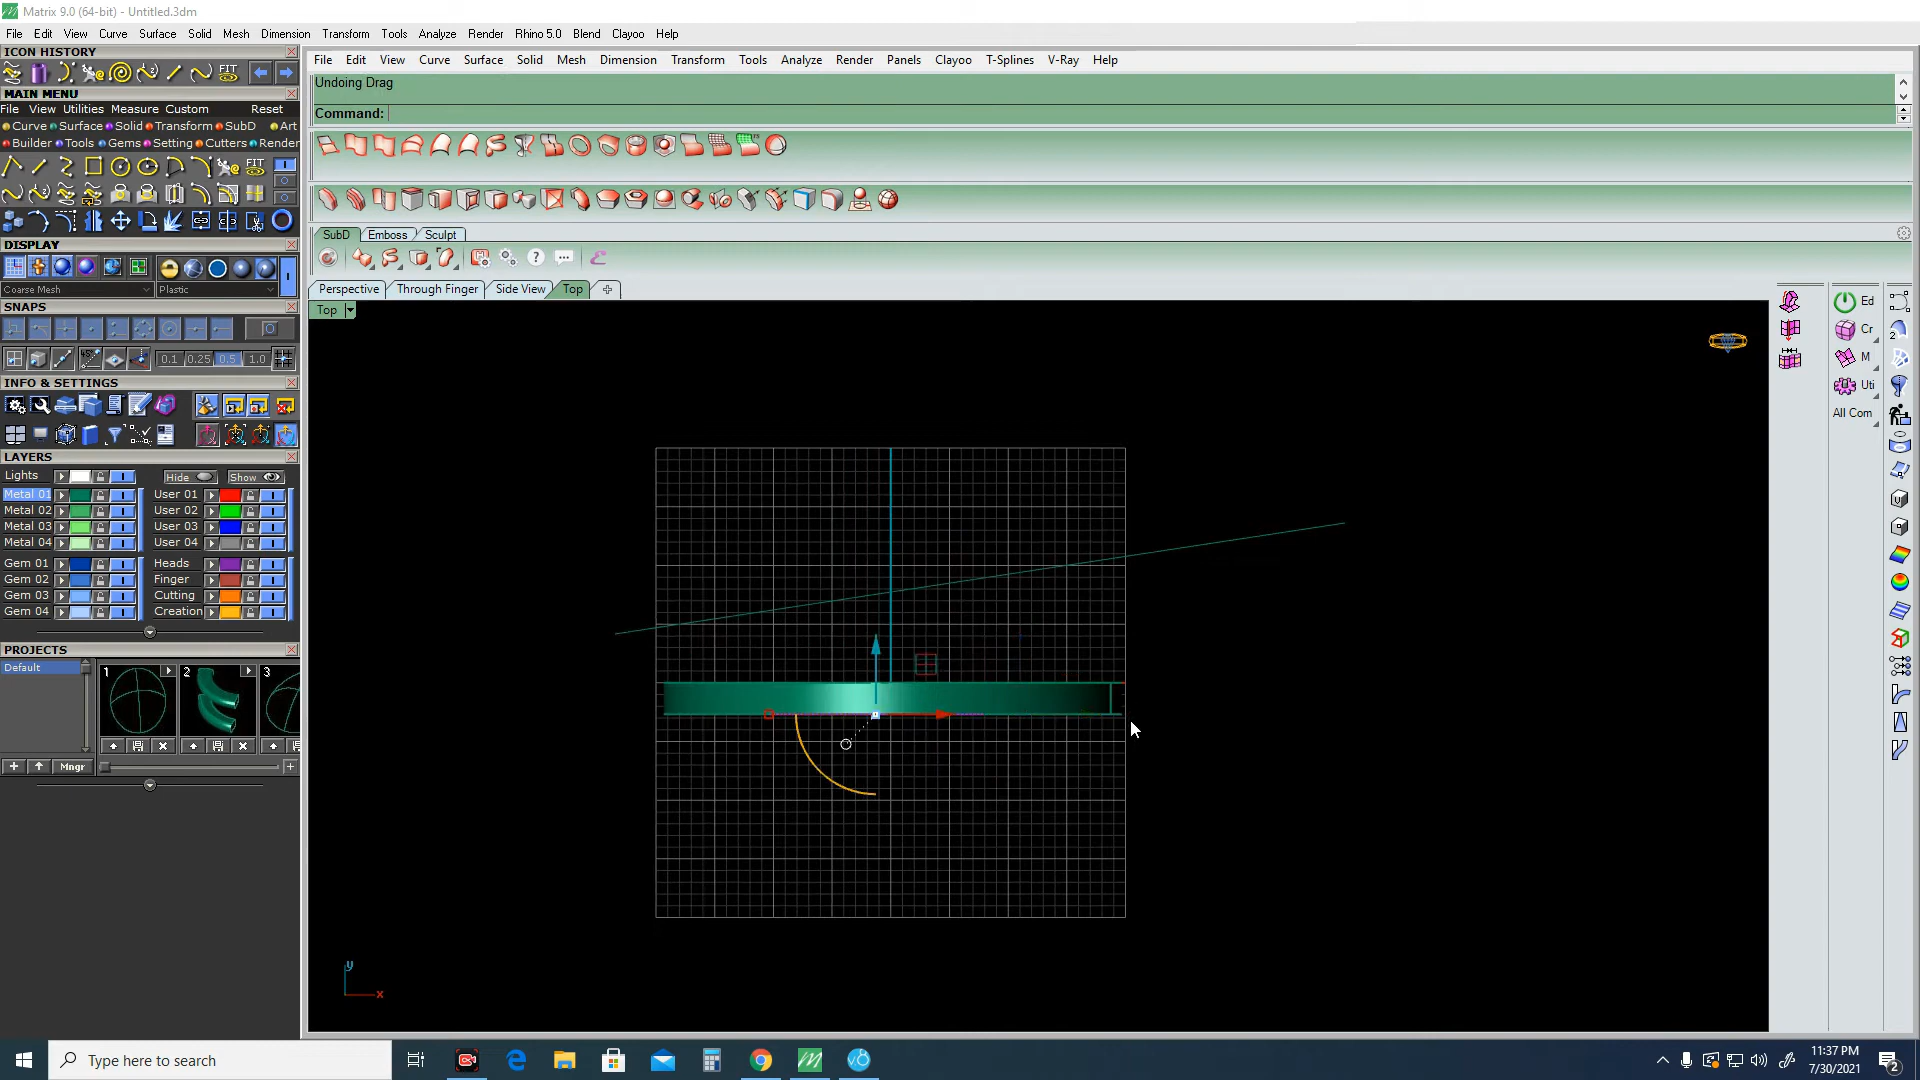 Matrix 9.0 (64-bit) - Untitled.3dm
File Edit View Curve Surface Solid Mesh Dimension Transform Tools Analyze Render Rhino 5.0 Blend Clayoo Help
ICON HISTORY
FIT
MAIN MENU
File View Utilities Measure Custom Reset
Curve Surface Solid Transform SubD Art
Builder Tools Gems Setting Cutters Render
FIT
DISPLAY
Coarse Mesh Plastic
SNAPS
0.1 0.25 0.5 1.0
INFO & SETTINGS
LAYERS
Lights Hide Show
Metal 01 User 01
Metal 02 User 02
Metal 03 User 03
Metal 04 User 04
Gem 01 Heads
Gem 02 Finger
Gem 03 Cutting
Gem 04 Creation
PROJECTS
Default
1 2 3
Mngr
File Edit View Curve Surface Solid Mesh Dimension Transform Tools Analyze Render Panels Clayoo T-Splines V-Ray Help
Undoing Drag
Command:
SubD Emboss Sculpt
Perspective Through Finger Side View Top
Top
y
x
Ed
Cr
M
Uti
All Com
2
Type here to search
11:37 PM
7/30/2021
2